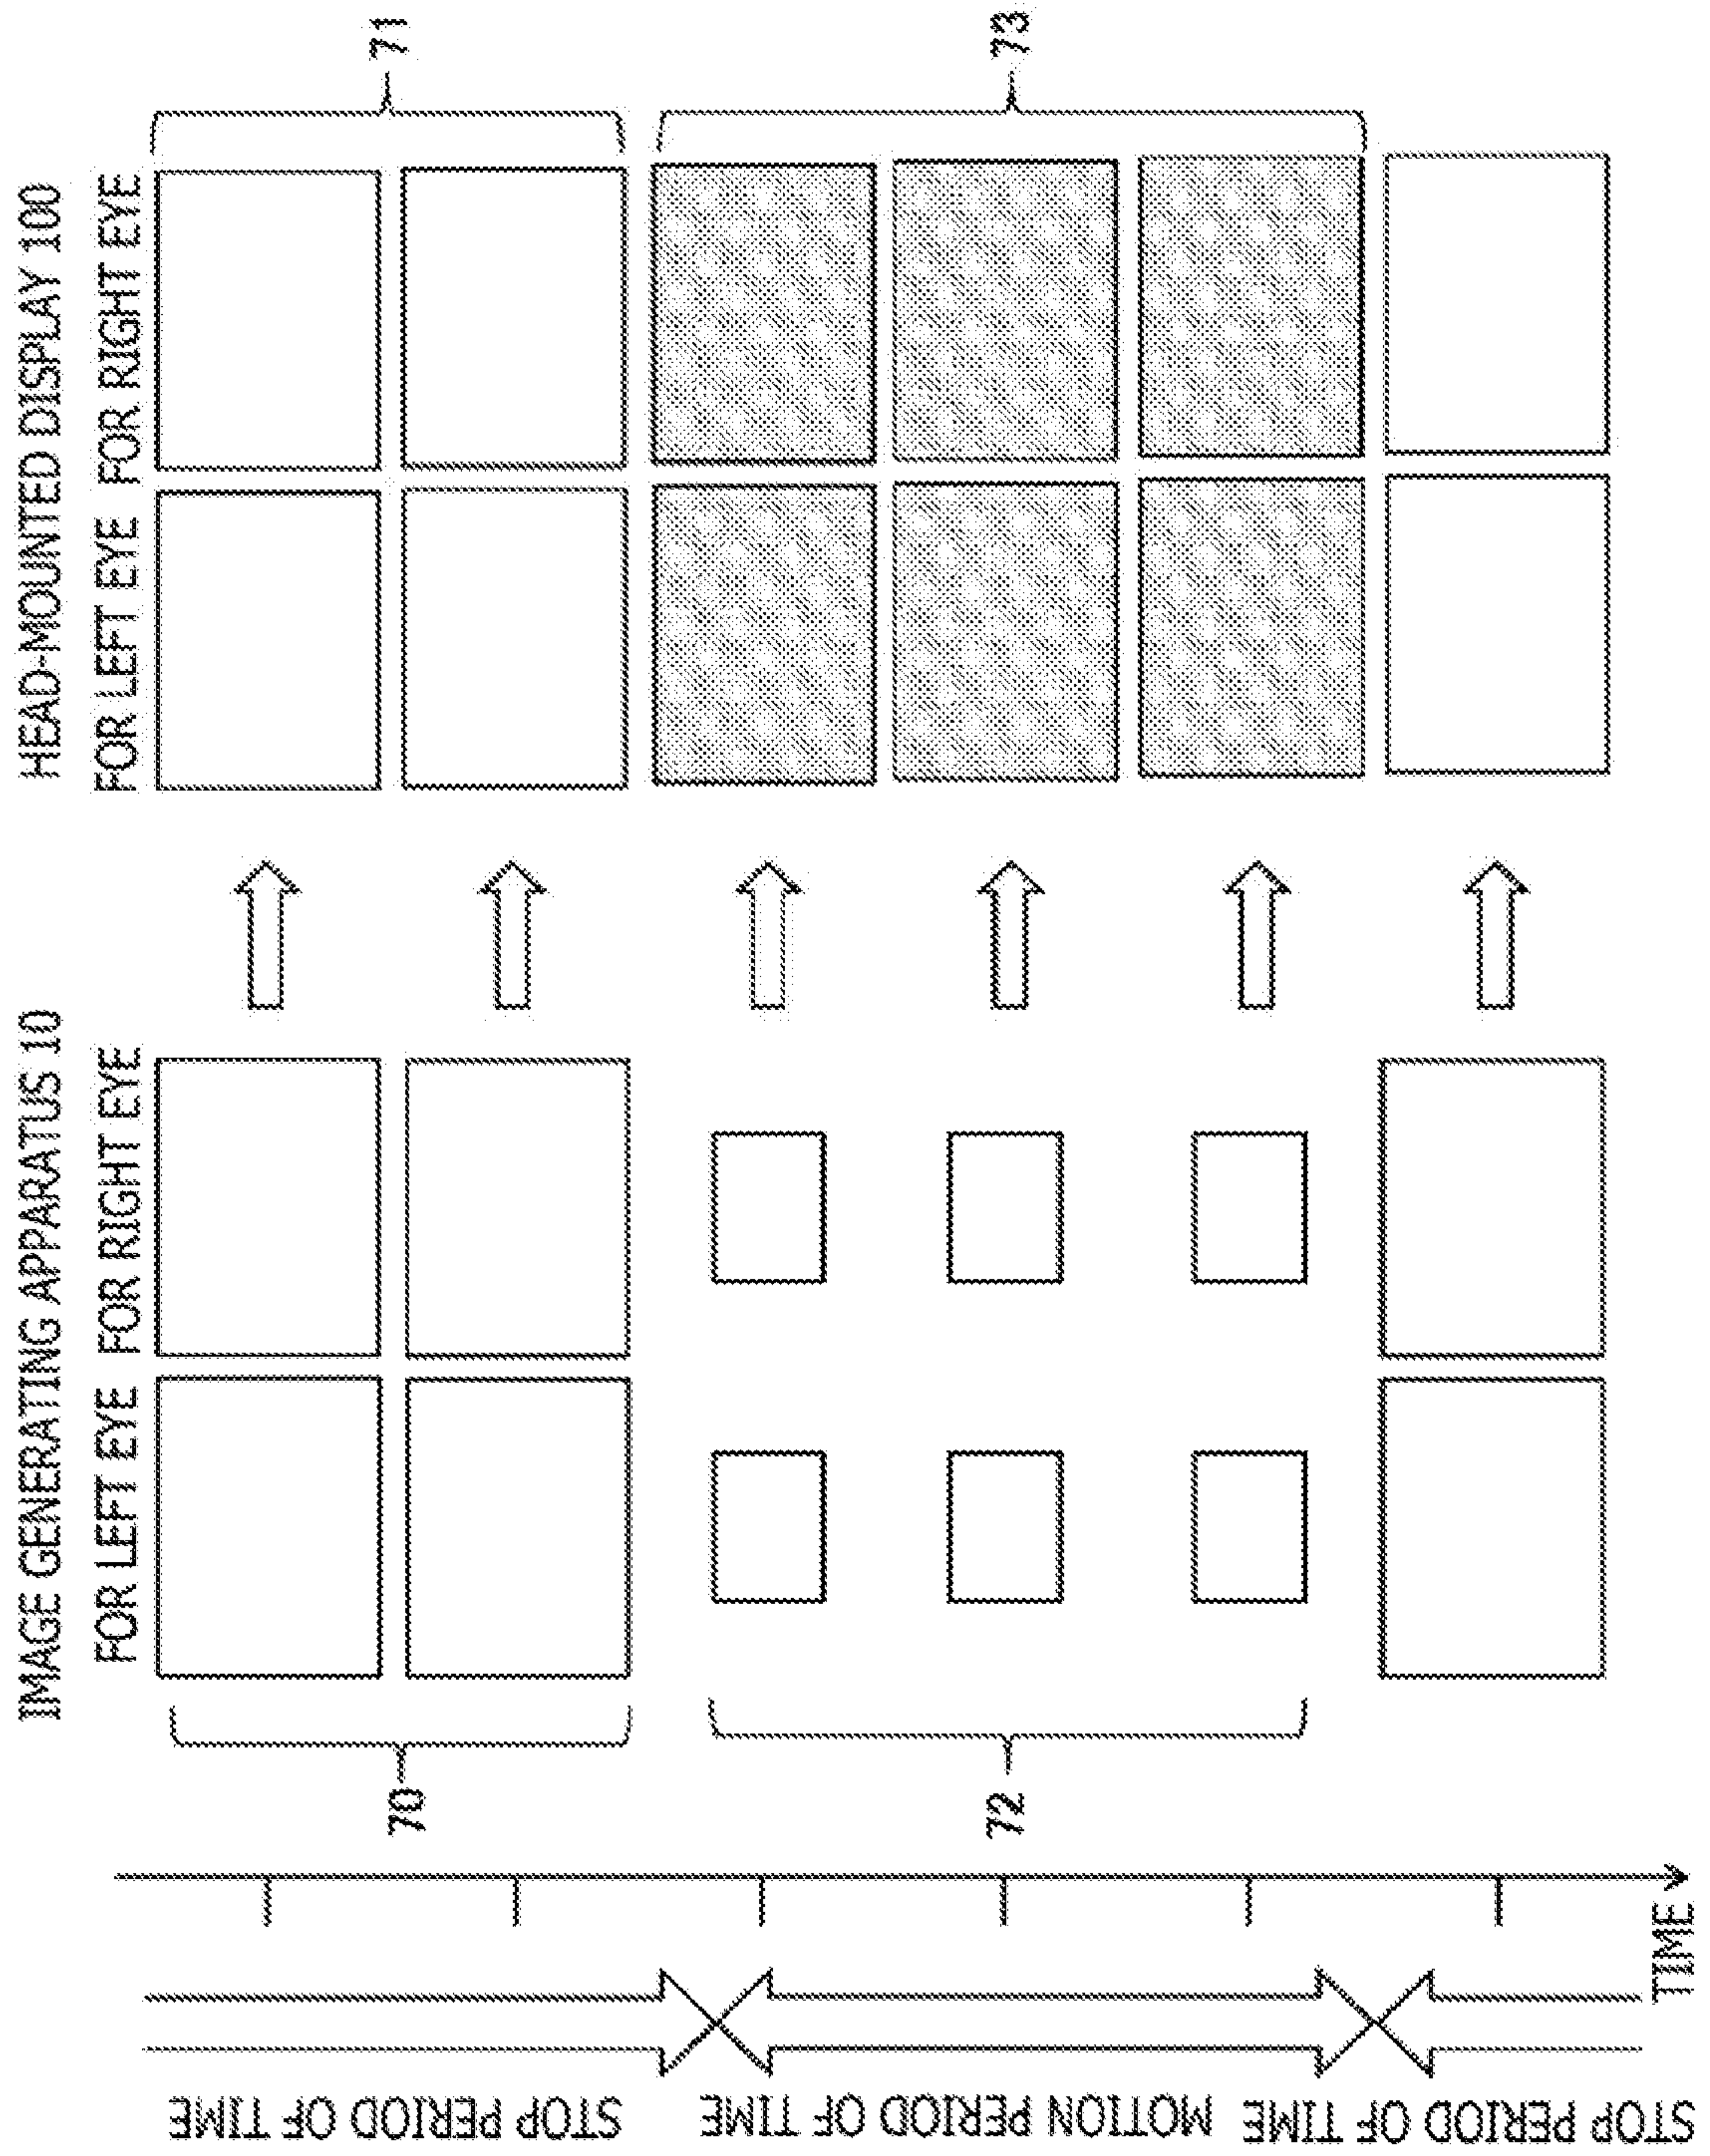 IMAGE GENERATING APPARATUS 10
HEAD-MOUNTED DISPLAY 100
FOR LEFT EYE
FOR RIGHT EYE
FOR LEFT EYE
FOR RIGHT EYE
STOP PERIOD OF TIME
70
71
MOTION PERIOD OF TIME
72
73
STOP PERIOD OF TIME
TIME